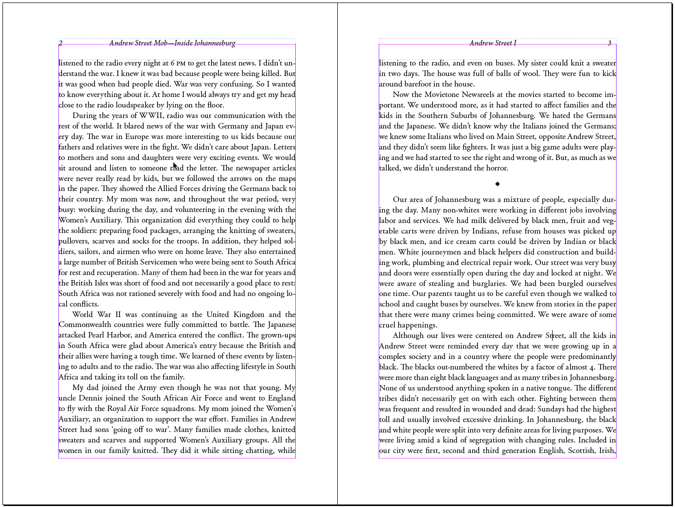 2 Andrew Street Mob—Inside Johannesburg
listened to the radio every night at 6 PM to get the latest news. I didn't un-
derstand the war. I knew it was bad because people were being killed. But
it was good when bad people died. War was very confusing. So I wanted
to know everything about it. At home I would always try and get my head
close to the radio loudspeaker by lying on the floor.
During the years of WWII, radio was our communication with the
rest of the world. It blared news of the war with Germany and Japan ev-
ery day. The war in Europe was more interesting to us kids because our
fathers and relatives were in the fight. We didn't care about Japan. Letters
to mothers and sons and daughters were very exciting events. We would
sit around and listen to someone read the letter. The newspaper articles
were never really read by kids, but we followed the arrows on the maps
in the paper. They showed the Allied Forces driving the Germans back to
their country. My mom was now, and throughout the war period, very
busy: working during the day, and volunteering in the evening with the
Women's Auxiliary. This organization did everything they could to help
the soldiers: preparing food packages, arranging the knitting of sweaters,
pullovers, scarves and socks for the troops. In addition, they helped sol-
diers, sailors, and airmen who were on home leave. They also entertained
a large number of British Servicemen who were being sent to South Africa
for rest and recuperation. Many of them had been in the war for years and
the British Isles was short of food and not necessarily a good place to rest:
South Africa was not rationed severely with food and had no ongoing lo-
cal conflicts.
World War II was continuing as the United Kingdom and the
Commonwealth countries were fully committed to battle. The Japanese
attacked Pearl Harbor, and America entered the conflict. The grown-ups
in South Africa were glad about America's entry because the British and
their allies were having a tough time. We learned of these events by listen-
ing to adults and to the radio. The war was also affecting lifestyle in South
Africa and taking its toll on the family.
My dad joined the Army even though he was not that young. My
uncle Dennis joined the South African Air Force and went to England
to fly with the Royal Air Force squadrons. My mom joined the Women's
Auxiliary, an organization to support the war effort. Families in Andrew
Street had sons 'going off to war'. Many families made clothes, knitted
sweaters and scarves and supported Women's Auxiliary groups. All the
women in our family knitted. They did it while sitting chatting, while
Andrew Street I 3
listening to the radio, and even on buses. My sister could knit a sweater
in two days. The house was full of balls of wool. They were fun to kick
around barefoot in the house.
Now the Movietone Newsreels at the movies started to become im-
portant. We understood more, as it had started to affect families and the
kids in the Southern Suburbs of Johannesburg. We hated the Germans
and the Japanese. We didn't know why the Italians joined the Germans;
we knew some Italians who lived on Main Street, opposite Andrew Street,
and they didn't seem like fighters. It was just a big game adults were play-
ing and we had started to see the right and wrong of it. But, as much as we
talked, we didn't understand the horror.
◆
Our area of Johannesburg was a mixture of people, especially dur-
ing the day. Many non-whites were working in different jobs involving
labor and services. We had milk delivered by black men, fruit and veg-
etable carts were driven by Indians, refuse from houses was picked up
by black men, and ice cream carts could be driven by Indian or black
men. White journeymen and black helpers did construction and build-
ing work, plumbing and electrical repair work. Our street was very busy
and doors were essentially open during the day and locked at night. We
were aware of stealing and burglaries. We had been burgled ourselves
one time. Our parents taught us to be careful even though we walked to
school and caught buses by ourselves. We knew from stories in the paper
that there were many crimes being committed. We were aware of some
cruel happenings.
Although our lives were centered on Andrew Street, all the kids in
Andrew Street were reminded every day that we were growing up in a
complex society and in a country where the people were predominantly
black. The blacks out-numbered the whites by a factor of almost 4. There
were more than eight black languages and as many tribes in Johannesburg.
None of us understood anything spoken in a native tongue. The different
tribes didn't necessarily get on with each other. Fighting between them
was frequent and resulted in wounded and dead: Sundays had the highest
toll and usually involved excessive drinking. In Johannesburg, the black
and white people were split into very definite areas for living purposes. We
were living amid a kind of segregation with changing rules. Included in
our city were first, second and third generation English, Scottish, Irish,